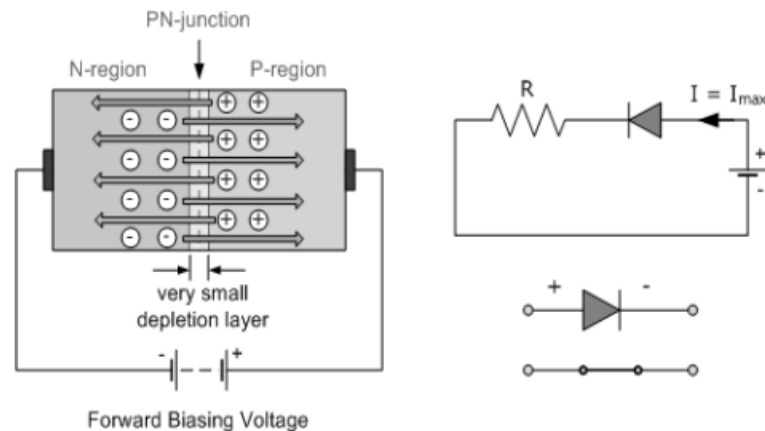 PN-junction
N-region
P-region
very small
depletion layer
- +
Forward Biasing Voltage
R
I = Imax
+
-
+ -